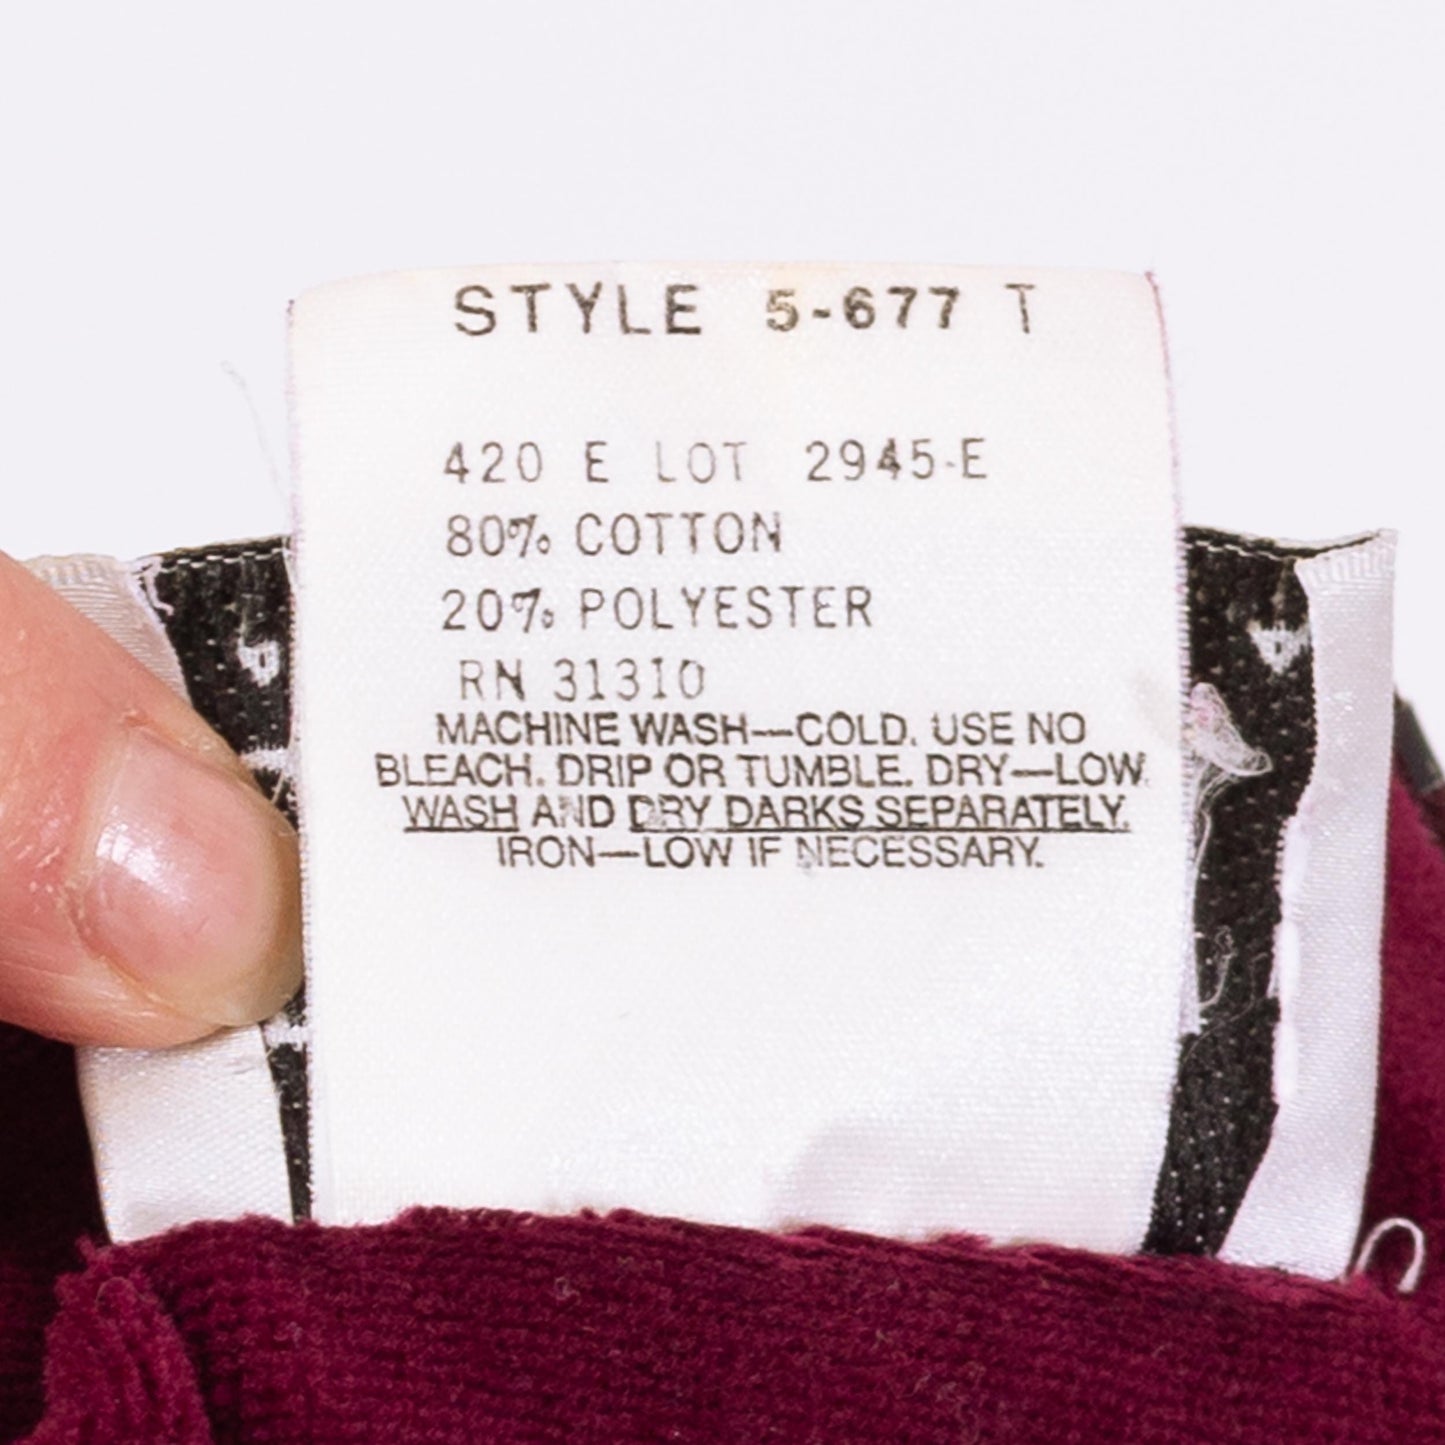 STYLE 5-677 T
420 E LOT 2945-E
80% COTTON
20% POLYESTER
RN 31310
MACHINE WASH—COLD. USE NO
BLEACH. DRIP OR TUMBLE. DRY—LOW.
WASH AND DRY DARKS SEPARATELY.
IRON—LOW IF NECESSARY.